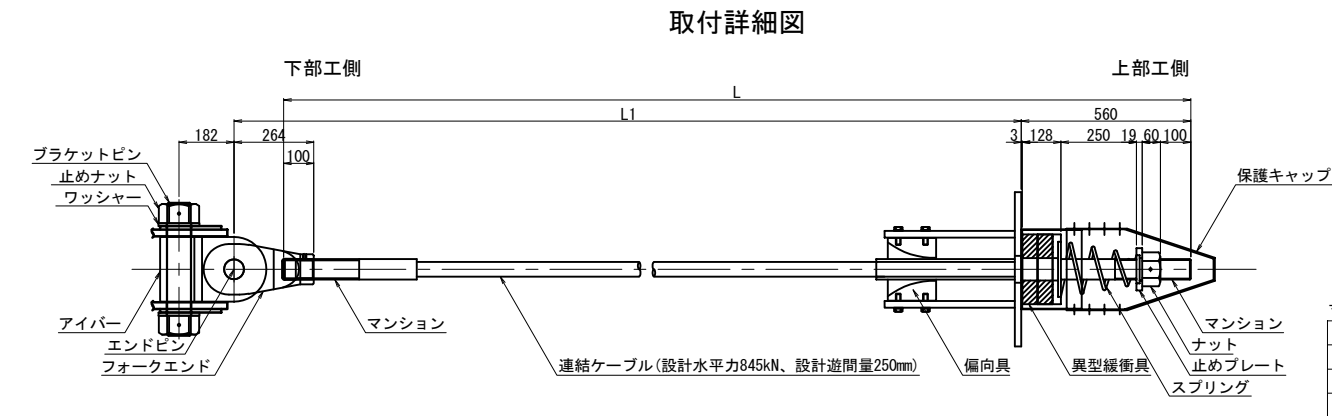 取付詳細図
下部工側
上部工側
L
L1
560
182
264
3
128
250
19
60
100
100
ブラケットピン
止めナット
ワッシャー
保護キャップ
アイバー
エンドピン
フォークエンド
マンション
連結ケーブル(設計水平力845kN、設計遊間量250mm)
偏向具
異型緩衝具
マンション
ナット
止めプレート
スプリング